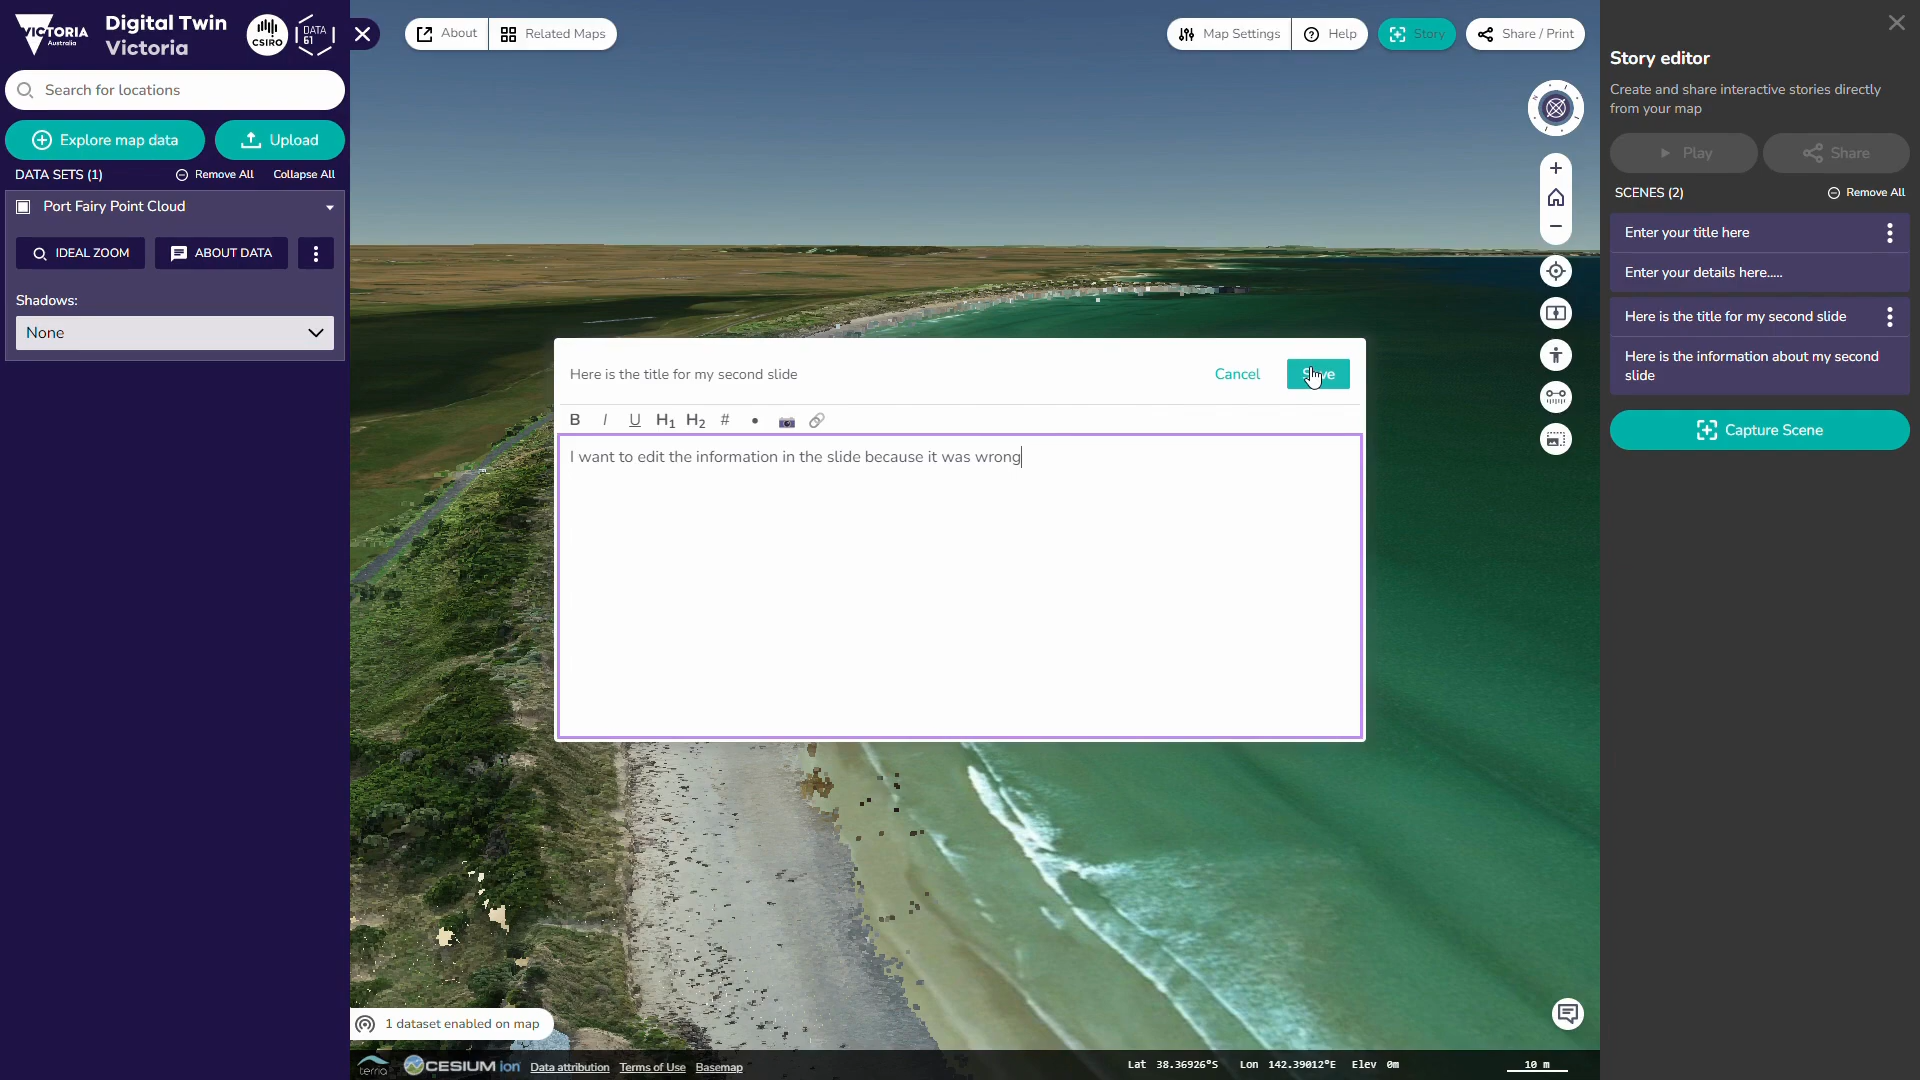 VICTORIA
Australia
Digital Twin
Victoria
CSIRO
DATA
61
About
Related Maps
Map Settings
Help
Story
Share / Print
Search for locations
Explore map data
Upload
DATA SETS (1)
Remove All
Collapse All
Port Fairy Point Cloud
IDEAL ZOOM
ABOUT DATA
Shadows:
None
Here is the title for my second slide
Cancel
B I U H1 H2 # •
I want to edit the information in the slide because it was wrong
Story editor
Create and share interactive stories directly
from your map
Play
Share
SCENES (2)
Remove All
Enter your title here
Enter your details here.....
Here is the title for my second slide
Here is the information about my second
slide
Capture Scene
1 dataset enabled on map
terria
CESIUM ion
Data attribution
Terms of Use
Basemap
Lat 38.36926°S
Lon 142.39012°E
Elev 0m
10 m